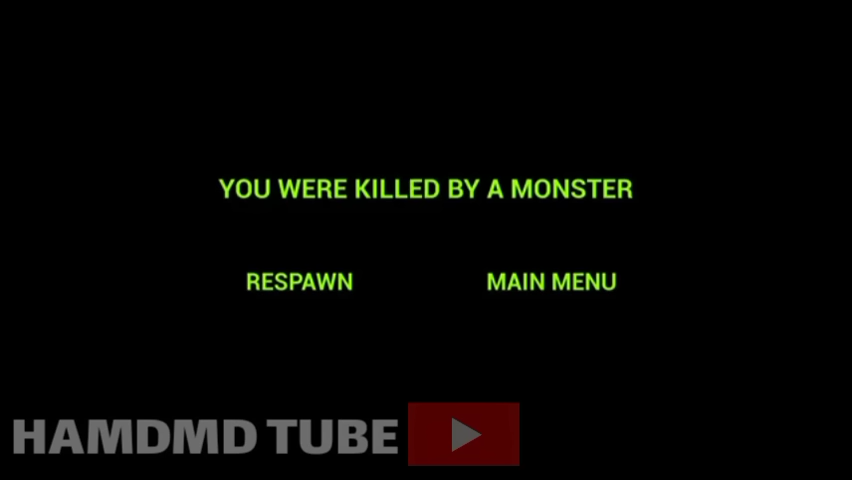 YOU WERE KILLED BY A MONSTER
RESPAWN MAIN MENU
HAMDMD TUBE